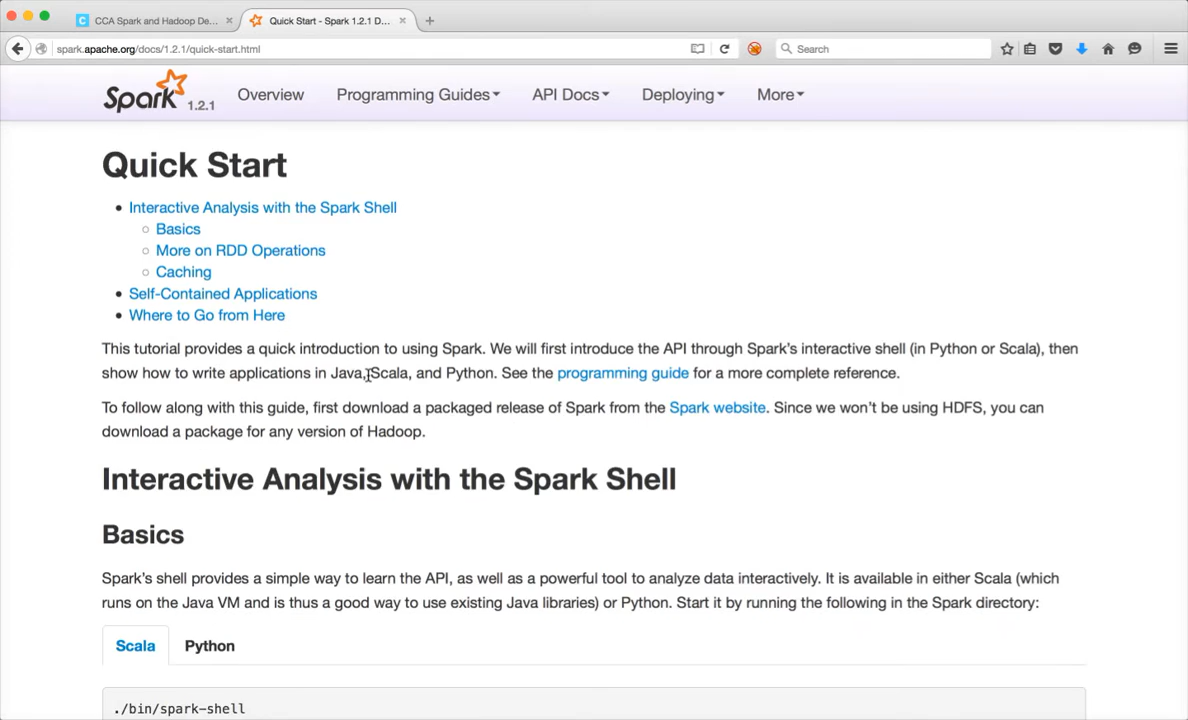 CCA Spark and Hadoop De...
Quick Start - Spark 1.2.1 D...
spark.apache.org/docs/1.2.1/quick-start.html
Search
Spark 1.2.1
Overview
Programming Guides
API Docs
Deploying
More
Quick Start
Interactive Analysis with the Spark Shell
Basics
More on RDD Operations
Caching
Self-Contained Applications
Where to Go from Here
This tutorial provides a quick introduction to using Spark. We will first introduce the API through Spark's interactive shell (in Python or Scala), then
show how to write applications in Java, Scala, and Python. See the programming guide for a more complete reference.
To follow along with this guide, first download a packaged release of Spark from the Spark website. Since we won't be using HDFS, you can
download a package for any version of Hadoop.
Interactive Analysis with the Spark Shell
Basics
Spark's shell provides a simple way to learn the API, as well as a powerful tool to analyze data interactively. It is available in either Scala (which
runs on the Java VM and is thus a good way to use existing Java libraries) or Python. Start it by running the following in the Spark directory:
Scala
Python
./bin/spark-shell